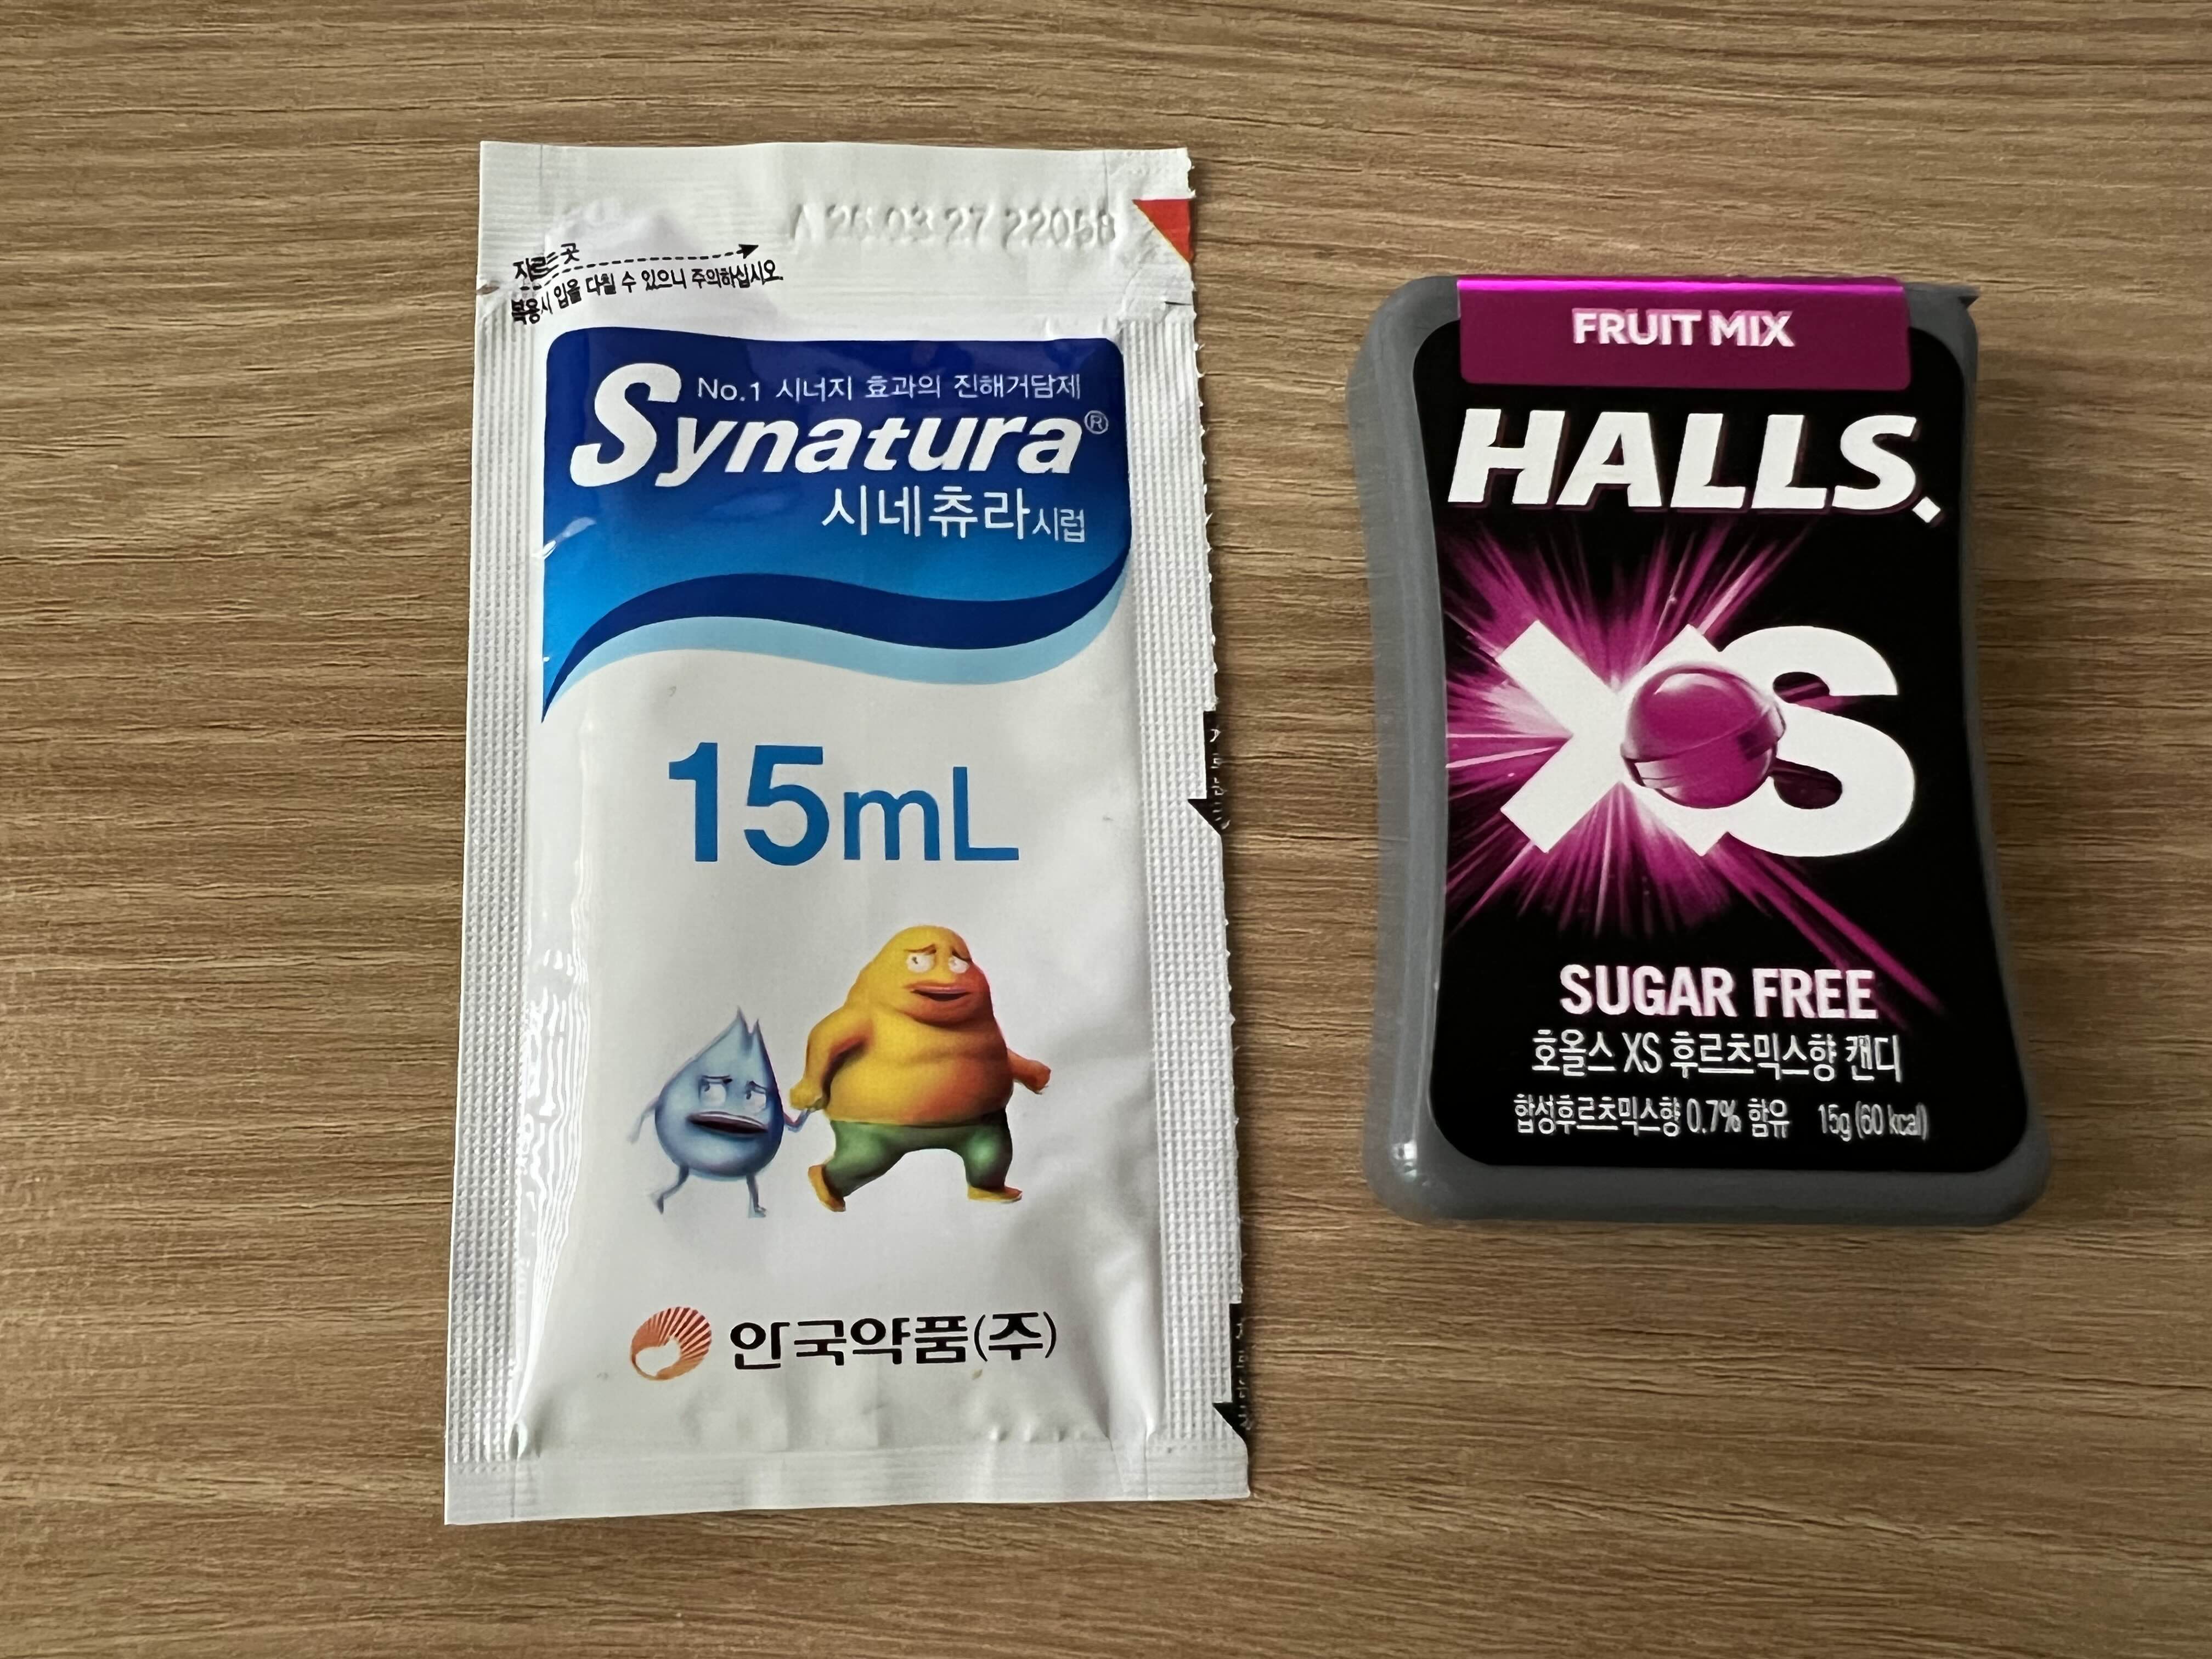 A 26 03 27 22058
자르는 곳
복용시 입을 다칠 수 있으니 주의하십시오.
No.1 시너지 효과의 진해거담제
Synatura®
시네츄라시럽
15mL
안국약품(주)
FRUIT MIX
HALLS.
XS
SUGAR FREE
호올스 XS 후르츠믹스향 캔디
합성후르츠믹스향 0.7% 함유 15g (60 kcal)